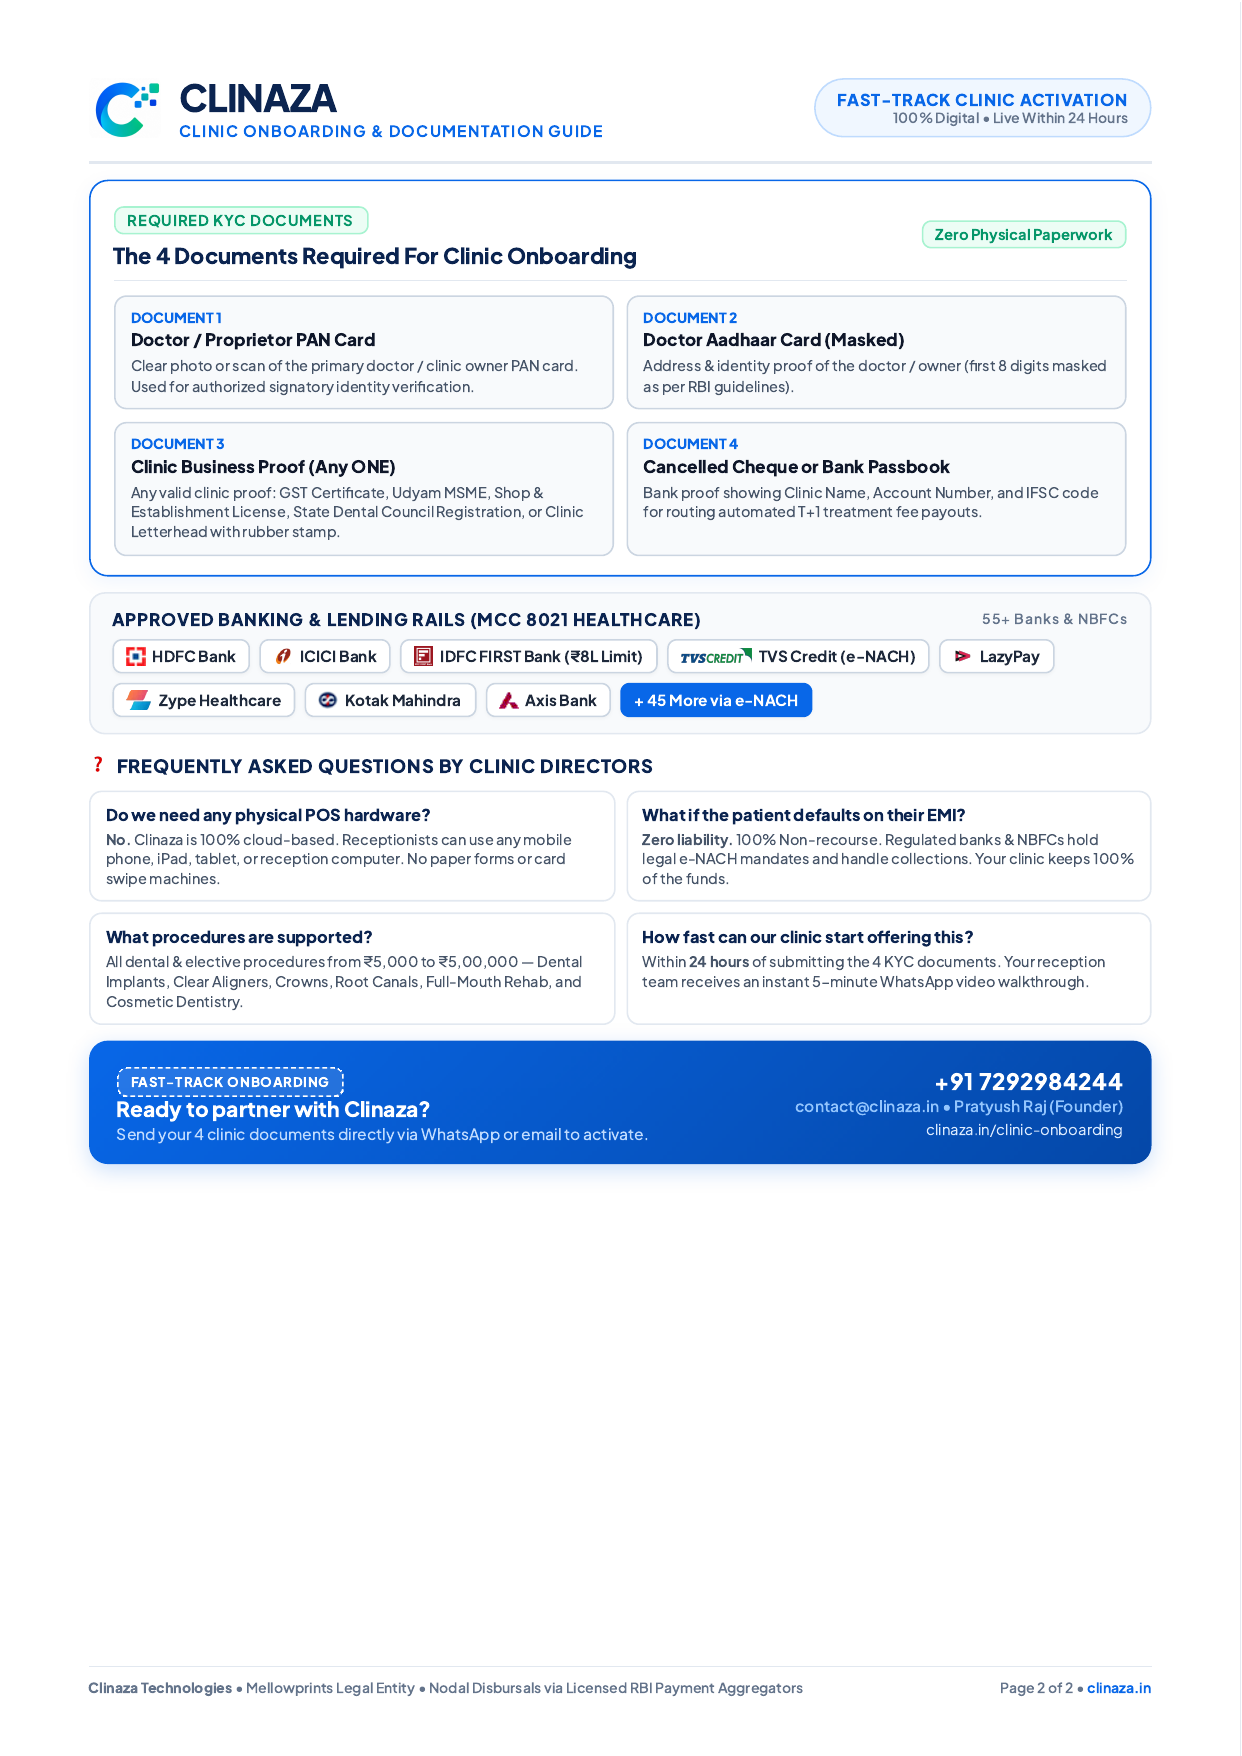 CLINAZA
CLINIC ONBOARDING & DOCUMENTATION GUIDE
FAST-TRACK CLINIC ACTIVATION
100% Digital • Live Within 24 Hours
REQUIRED KYC DOCUMENTS
The 4 Documents Required For Clinic Onboarding
Zero Physical Paperwork
DOCUMENT 1
Doctor / Proprietor PAN Card
Clear photo or scan of the primary doctor / clinic owner PAN card.
Used for authorized signatory identity verification.
DOCUMENT 2
Doctor Aadhaar Card (Masked)
Address & identity proof of the doctor / owner (first 8 digits masked
as per RBI guidelines).
DOCUMENT 3
Clinic Business Proof (Any ONE)
Any valid clinic proof: GST Certificate, Udyam MSME, Shop &
Establishment License, State Dental Council Registration, or Clinic
Letterhead with rubber stamp.
DOCUMENT 4
Cancelled Cheque or Bank Passbook
Bank proof showing Clinic Name, Account Number, and IFSC code
for routing automated T+1 treatment fee payouts.
APPROVED BANKING & LENDING RAILS (MCC 8021 HEALTHCARE)
55+ Banks & NBFCs
HDFC Bank
ICICI Bank
IDFC FIRST Bank (₹8L Limit)
TVS CREDIT TVS Credit (e-NACH)
LazyPay
Zype Healthcare
Kotak Mahindra
Axis Bank
+ 45 More via e-NACH
? FREQUENTLY ASKED QUESTIONS BY CLINIC DIRECTORS
Do we need any physical POS hardware?
No. Clinaza is 100% cloud-based. Receptionists can use any mobile
phone, iPad, tablet, or reception computer. No paper forms or card
swipe machines.
What if the patient defaults on their EMI?
Zero liability. 100% Non-recourse. Regulated banks & NBFCs hold
legal e-NACH mandates and handle collections. Your clinic keeps 100%
of the funds.
What procedures are supported?
All dental & elective procedures from ₹5,000 to ₹5,00,000 — Dental
Implants, Clear Aligners, Crowns, Root Canals, Full-Mouth Rehab, and
Cosmetic Dentistry.
How fast can our clinic start offering this?
Within 24 hours of submitting the 4 KYC documents. Your reception
team receives an instant 5-minute WhatsApp video walkthrough.
FAST-TRACK ONBOARDING
Ready to partner with Clinaza?
Send your 4 clinic documents directly via WhatsApp or email to activate.
+91 7292984244
contact@clinaza.in • Pratyush Raj (Founder)
clinaza.in/clinic-onboarding
Clinaza Technologies • Mellowprints Legal Entity • Nodal Disbursals via Licensed RBI Payment Aggregators
Page 2 of 2 • clinaza.in